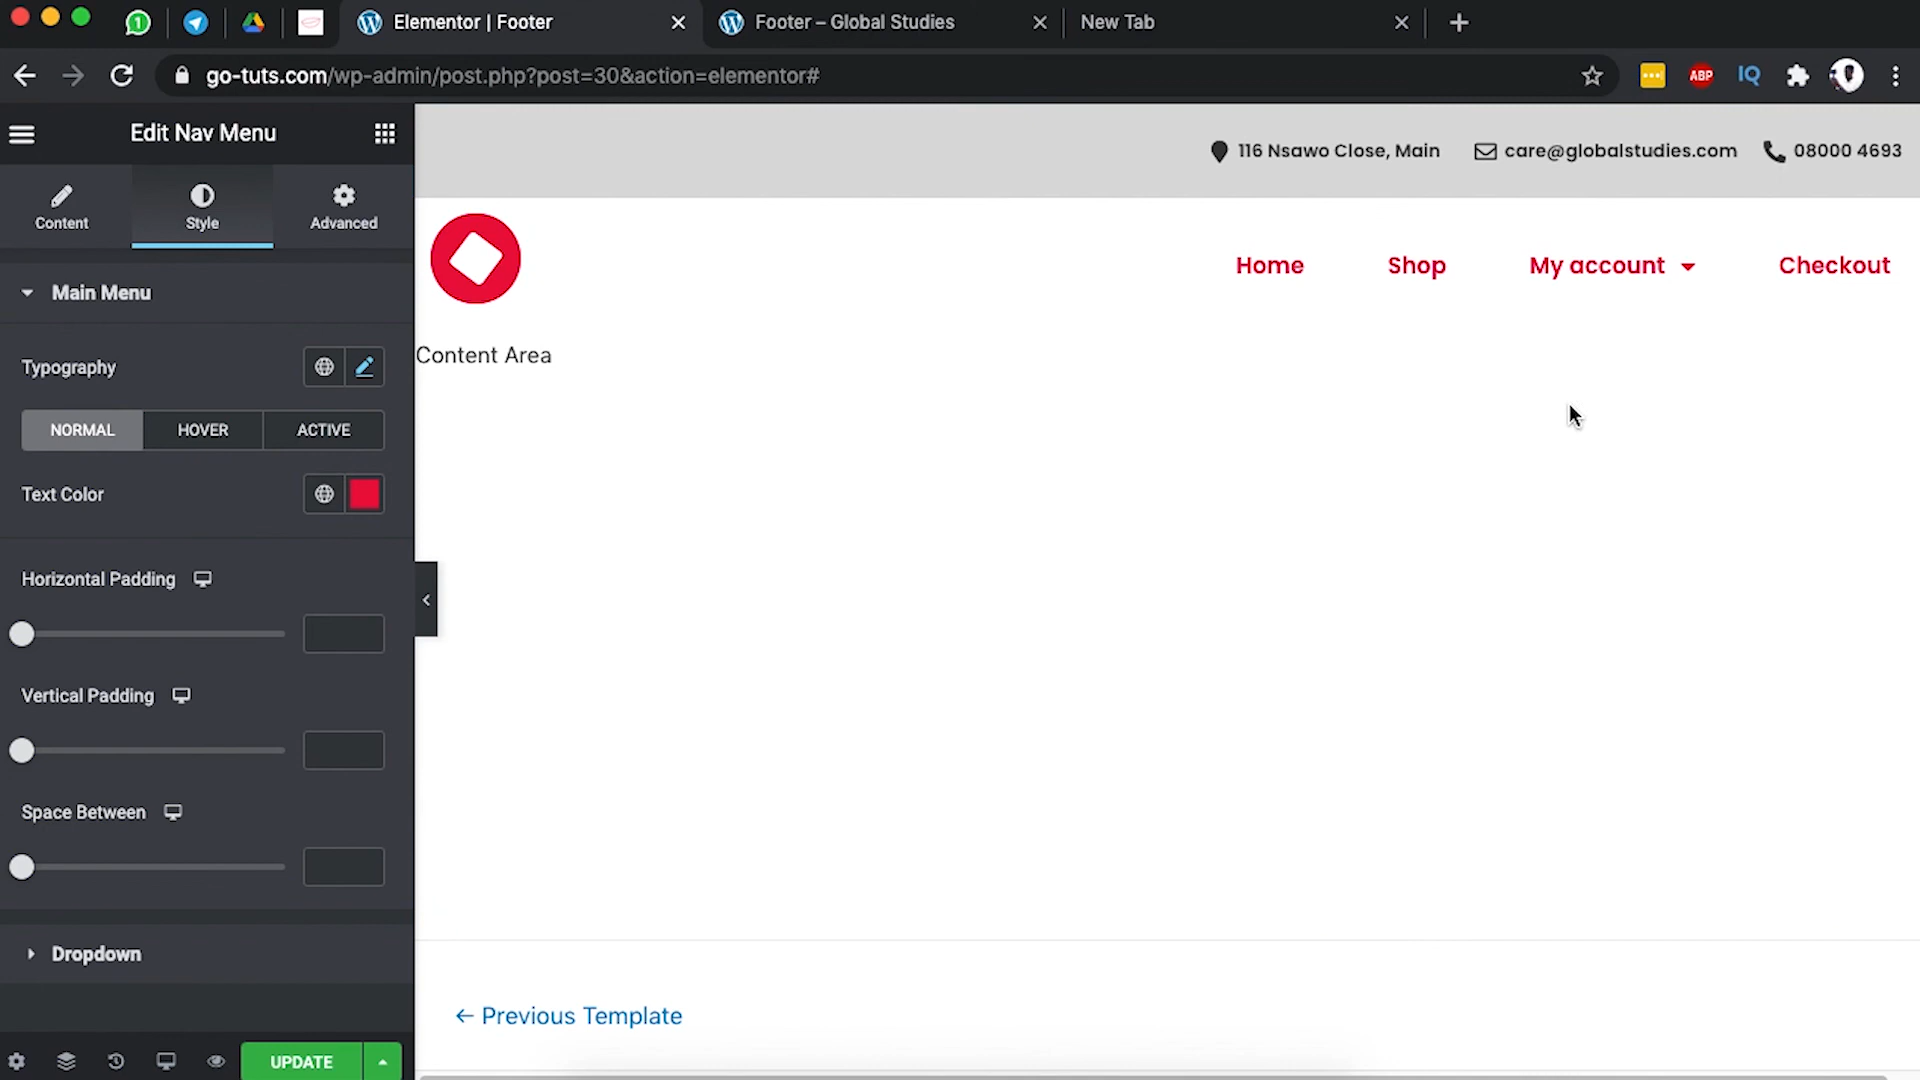 Elementor | Footer
Footer – Global Studies
New Tab
go-tuts.com/wp-admin/post.php?post=30&action=elementor#
ABP
IQ
Edit Nav Menu
Content
Style
Advanced
Main Menu
Typography
NORMAL
HOVER
ACTIVE
Text Color
Horizontal Padding
Vertical Padding
Space Between
Dropdown
UPDATE
116 Nsawo Close, Main
care@globalstudies.com
08000 4693
Home
Shop
My account
Checkout
Content Area
← Previous Template